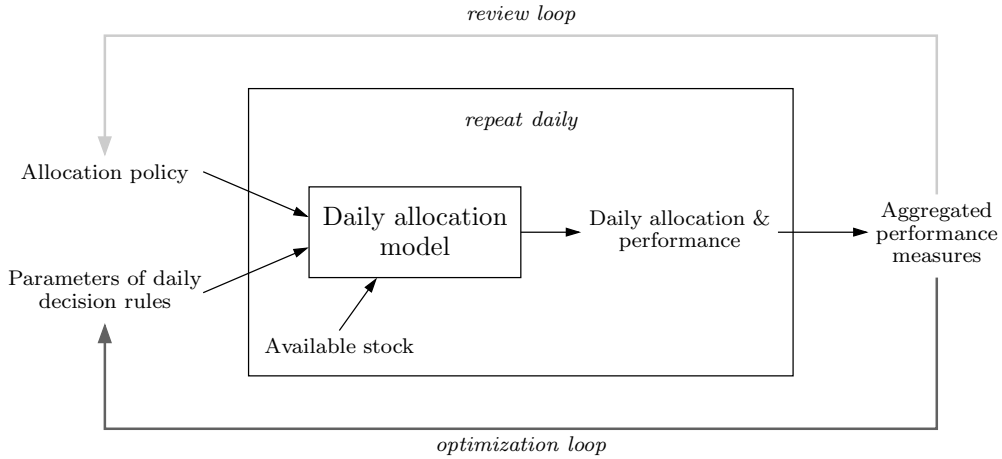 review loop
repeat daily
Allocation policy
Daily allocation
model
Daily allocation &
performance
Aggregated
performance
measures
Parameters of daily
decision rules
Available stock
optimization loop